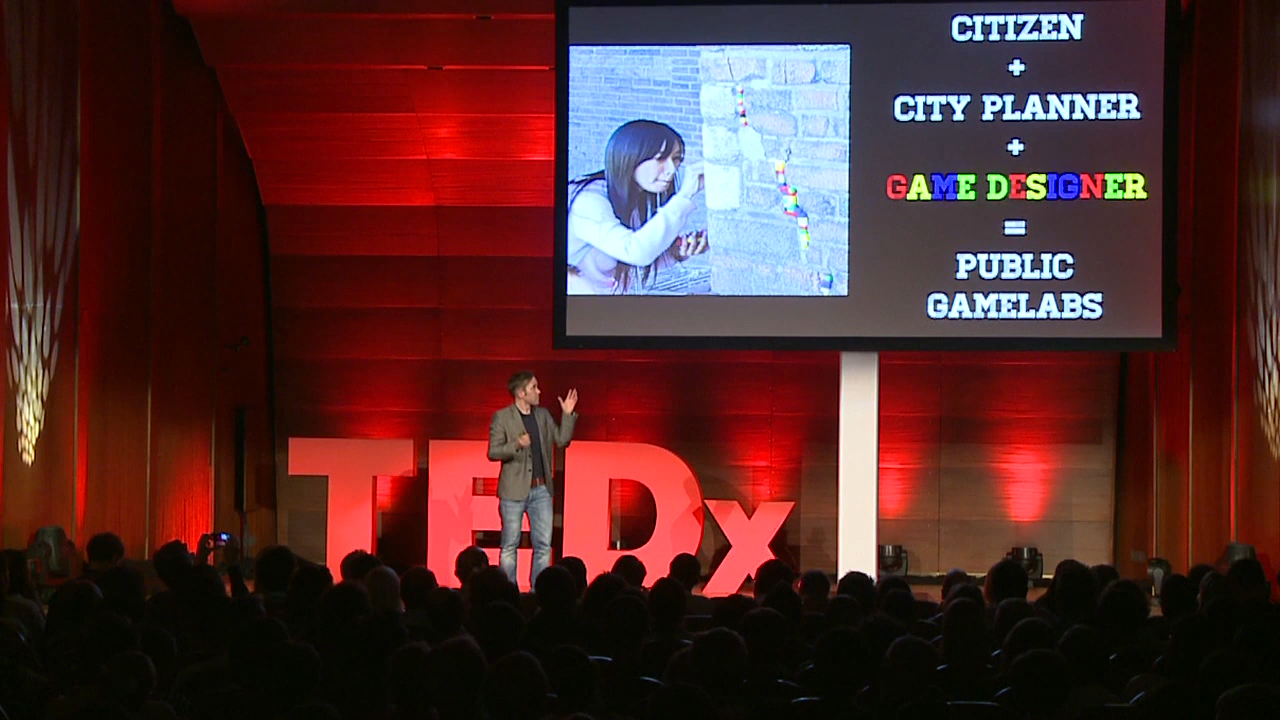 CITIZEN
+
CITY PLANNER
+
GAME DESIGNER
=
PUBLIC
GAMELABS
TEDx